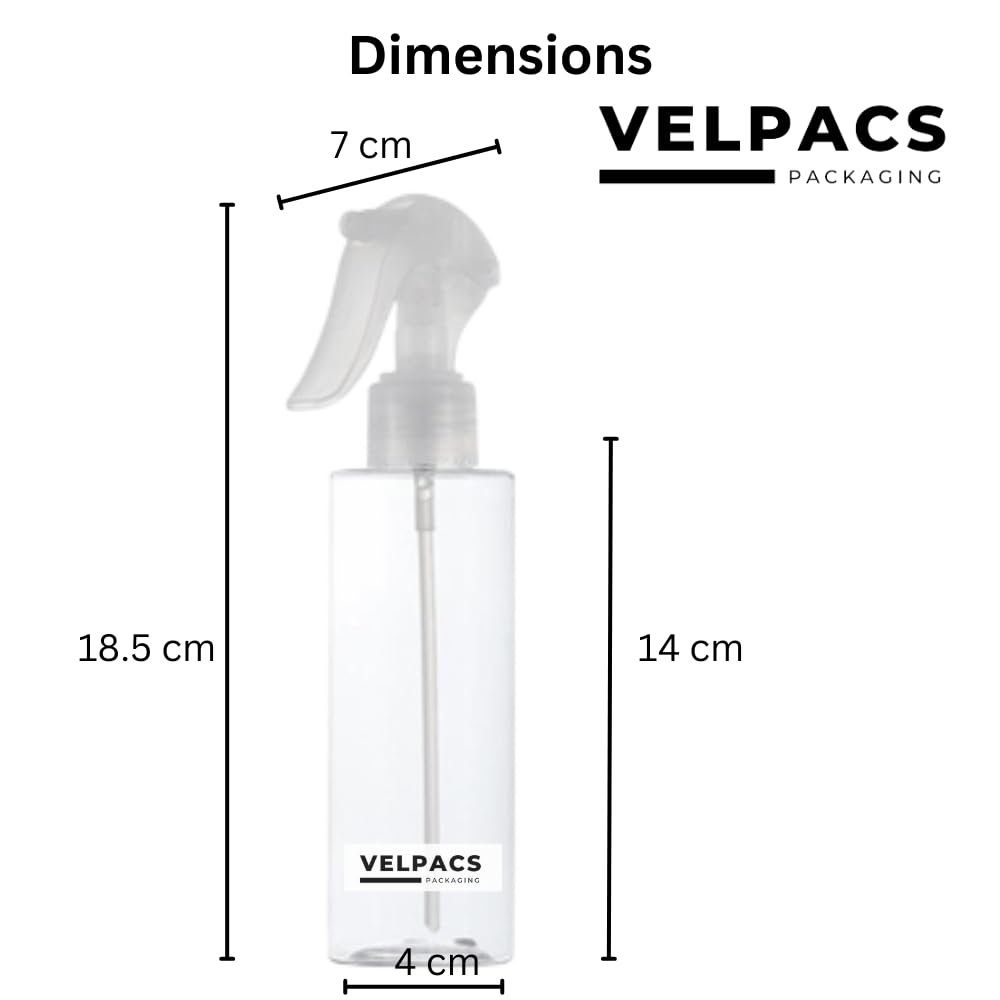 Dimensions
VELPACS
PACKAGING
7 cm
18.5 cm
14 cm
VELPACS
PACKAGING
4 cm